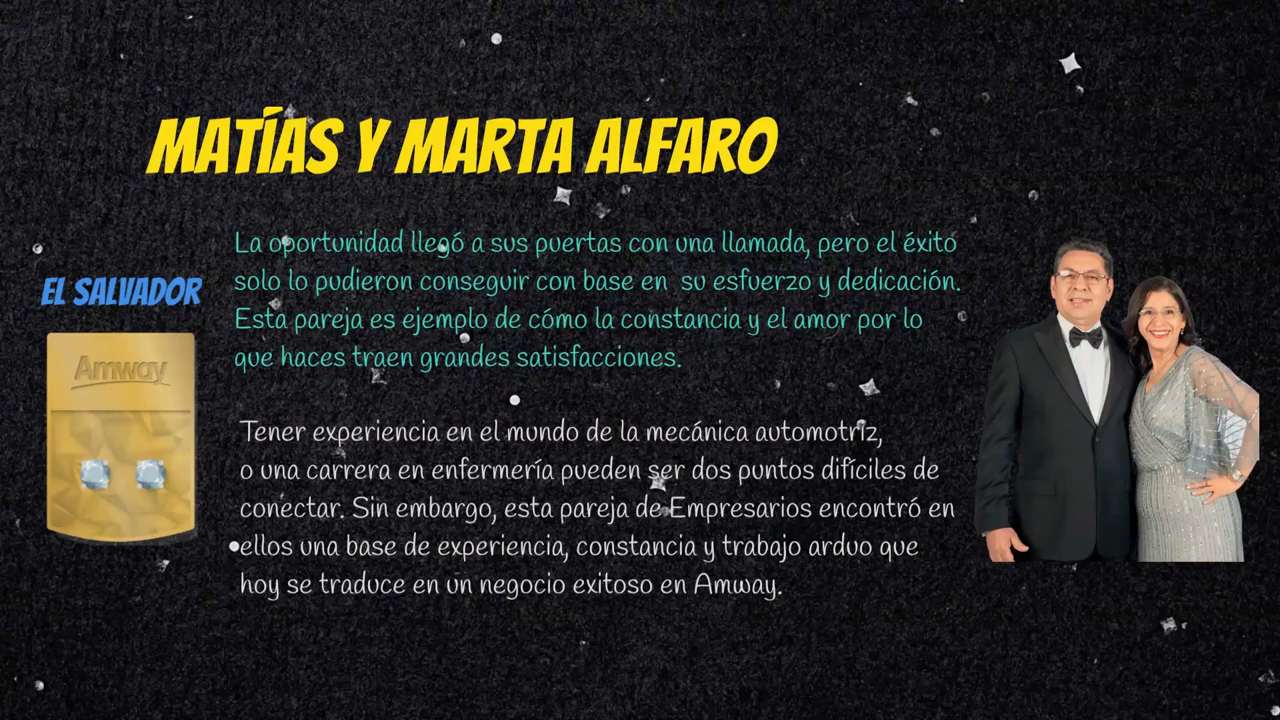 MATÍAS Y MARTA ALFARO
La oportunidad llegó a sus puertas con una llamada, pero el éxito
solo lo pudieron conseguir con base en su esfuerzo y dedicación.
Esta pareja es ejemplo de cómo la constancia y el amor por lo
que haces traen grandes satisfacciones.
EL SALVADOR
Amway
Tener experiencia en el mundo de la mecánica automotriz,
o una carrera en enfermería pueden ser dos puntos difíciles de
conectar. Sin embargo, esta pareja de Empresarios encontró en
ellos una base de experiencia, constancia y trabajo arduo que
hoy se traduce en un negocio exitoso en Amway.